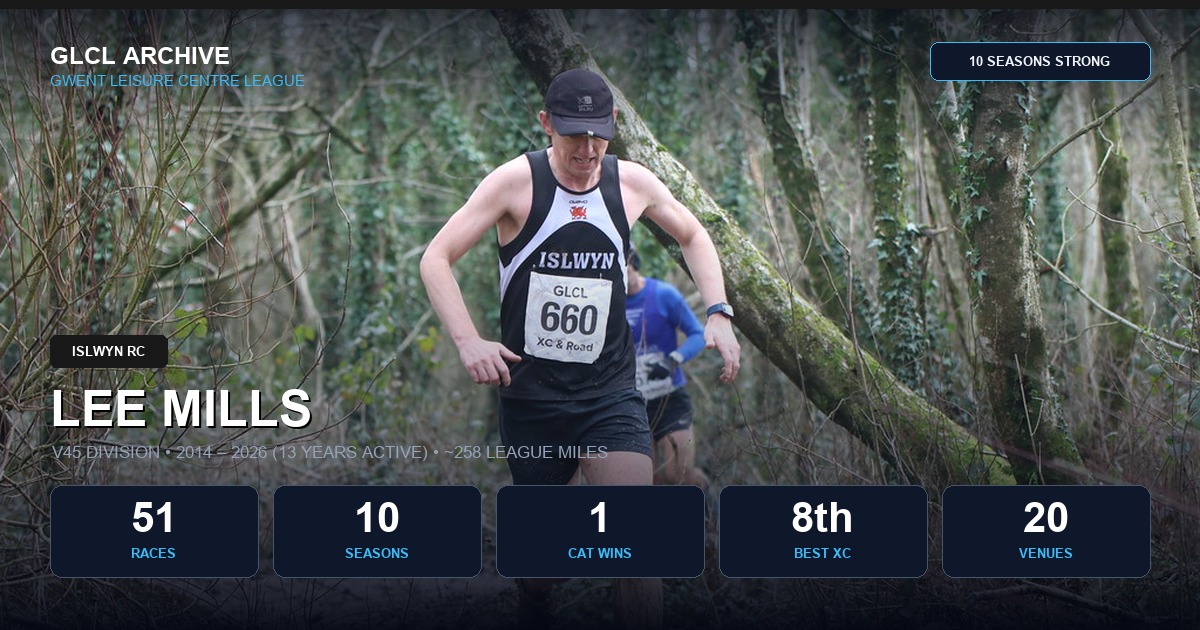 GLCL ARCHIVE
GWENT LEISURE CENTRE LEAGUE
10 SEASONS STRONG
ISLWYN
GLCL
660
XC & Road
ISLWYN RC
LEE MILLS
V45 DIVISION • 2014 – 2026 (13 YEARS ACTIVE) • ~258 LEAGUE MILES
51
RACES
10
SEASONS
1
CAT WINS
8th
BEST XC
20
VENUES